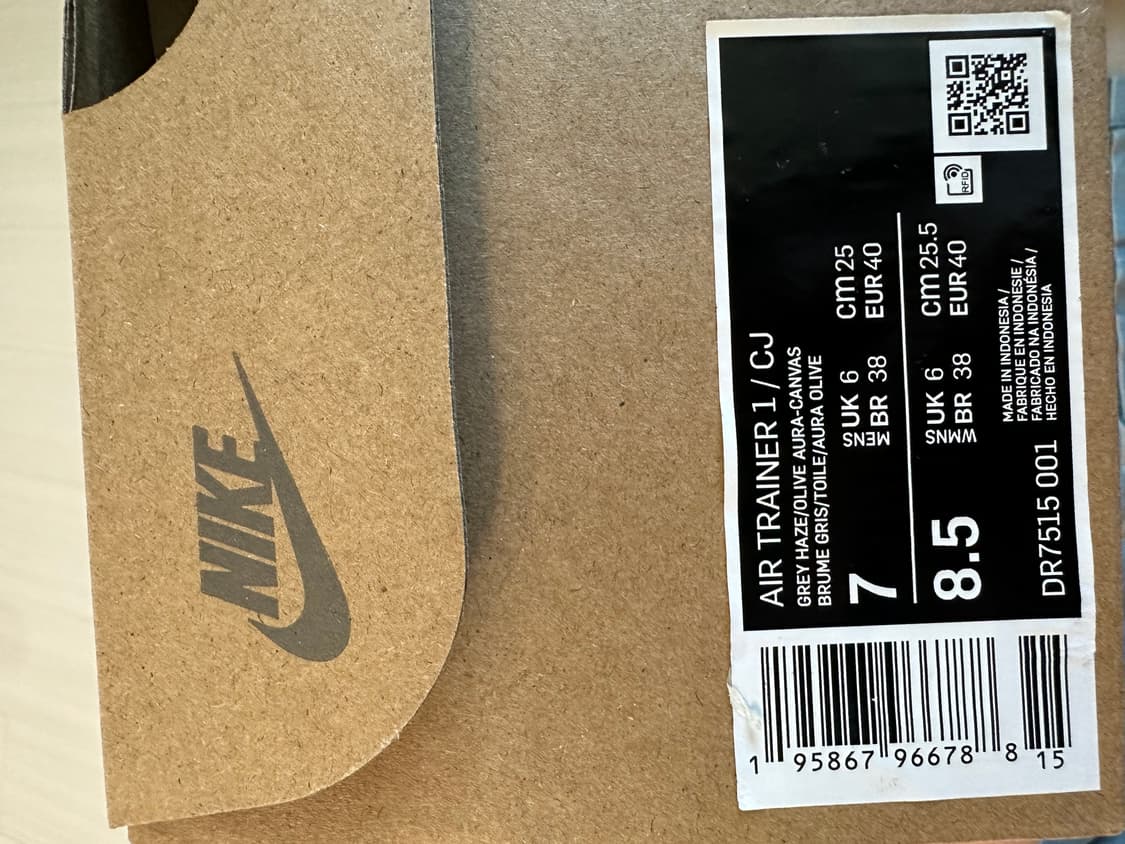 NIKE
AIR TRAINER 1 / CJ
GREY HAZE/OLIVE AURA-CANVAS
BRUME GRIS/TOILE/AURA OLIVE
7 MENS UK 6 cm 25
BR 38 EUR 40
8.5 WMNS UK 6 cm 25.5
BR 38 EUR 40
RFID
DR7515 001
MADE IN INDONESIA /
FABRIQUE EN INDONESIE /
FABRICADO NA INDONÉSIA /
HECHO EN INDONESIA
1 95867 96678 8 15